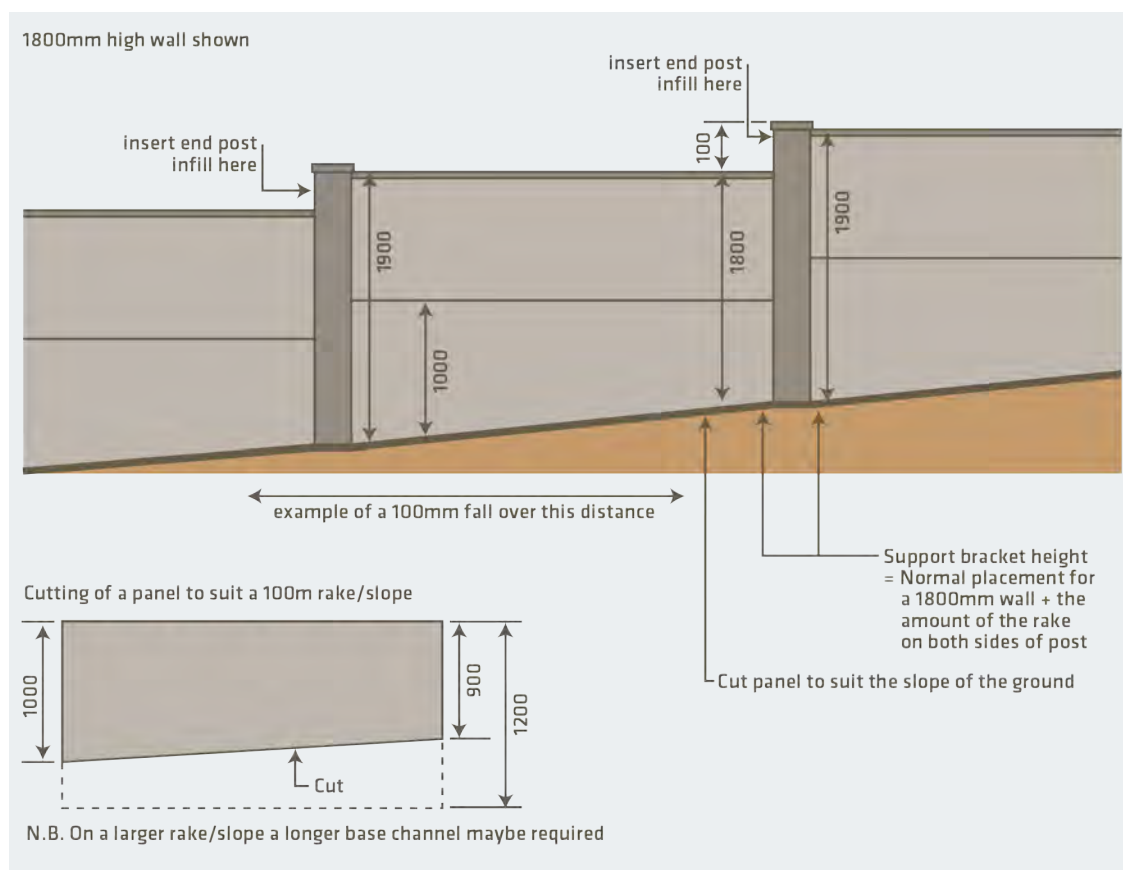 1800mm high wall shown
insert end post
infill here
insert end post
infill here
100
1900
1800
1900
1000
example of a 100mm fall over this distance
Support bracket height
= Normal placement for
a 1800mm wall + the
amount of the rake
on both sides of post
Cutting of a panel to suit a 100m rake/slope
1000
900
1200
Cut panel to suit the slope of the ground
Cut
N.B. On a larger rake/slope a longer base channel maybe required